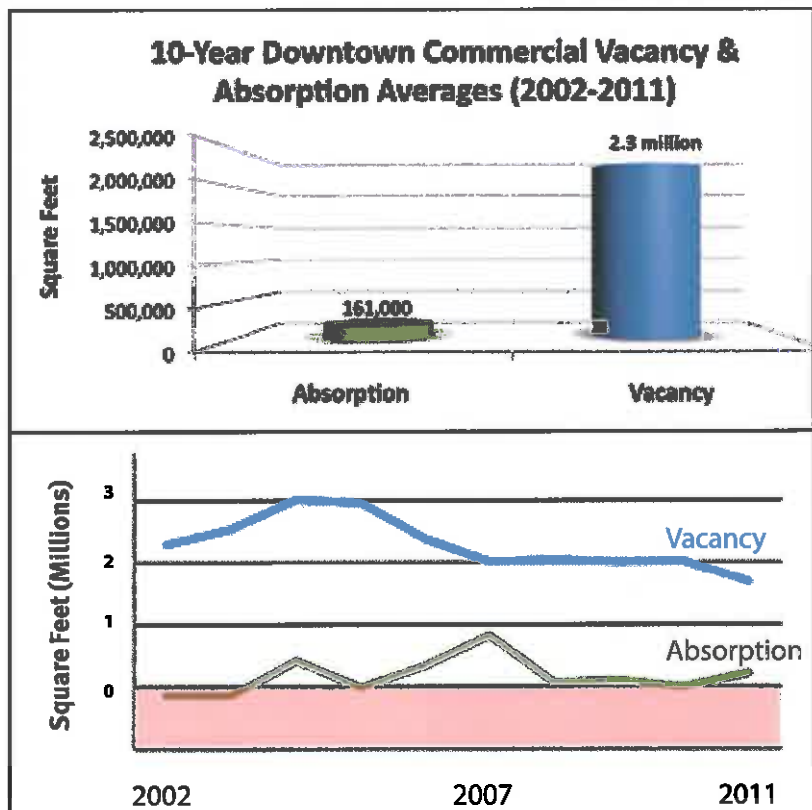 10-Year Downtown Commercial Vacancy &
Absorption Averages (2002-2011)
Square Feet
2,500,000
2,000,000
1,500,000
1,000,000
500,000
0
161,000
2.3 million
Absorption
Vacancy
Square Feet (Millions)
3
2
1
0
Vacancy
Absorption
2002
2007
2011